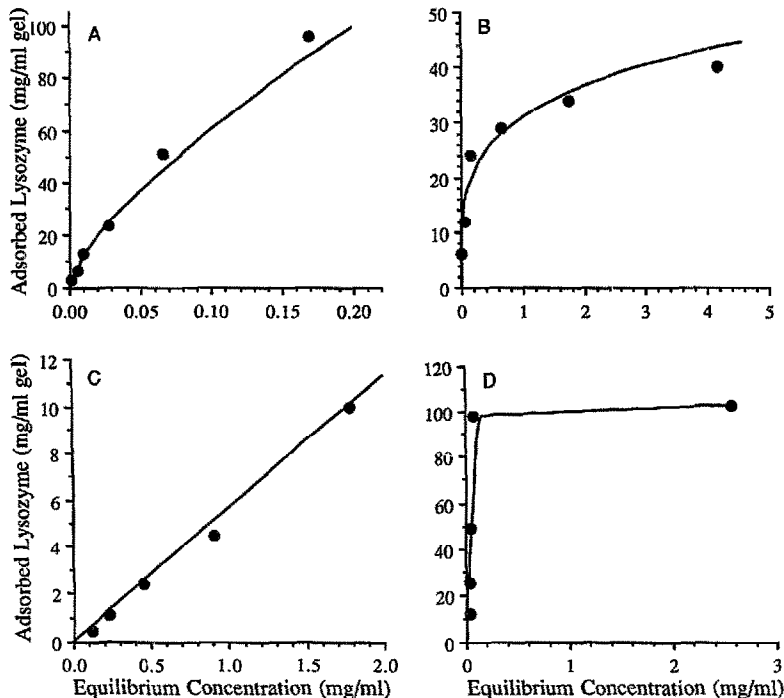 A
B
Adsorbed Lysozyme (mg/ml gel)
100
80
60
40
20
0
0.00 0.05 0.10 0.15 0.20
50
40
30
20
10
0
0 1 2 3 4 5
C
D
Adsorbed Lysozyme (mg/ml gel)
12
10
8
6
4
2
0
0.0 0.5 1.0 1.5 2.0
Equilibrium Concentration (mg/ml)
120
100
80
60
40
20
0
0 1 2 3
Equilibrium Concentration (mg/ml)